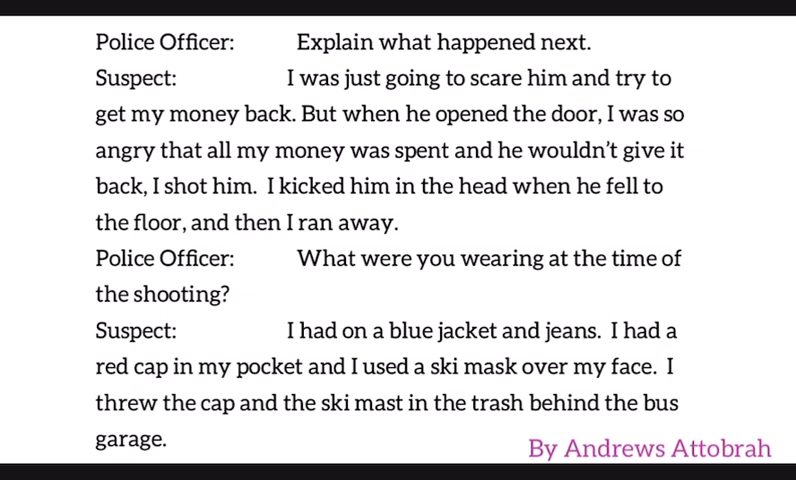 Police Officer: Explain what happened next.
Suspect: I was just going to scare him and try to
get my money back. But when he opened the door, I was so
angry that all my money was spent and he wouldn't give it
back, I shot him. I kicked him in the head when he fell to
the floor, and then I ran away.
Police Officer: What were you wearing at the time of
the shooting?
Suspect: I had on a blue jacket and jeans. I had a
red cap in my pocket and I used a ski mask over my face. I
threw the cap and the ski mast in the trash behind the bus
garage.
By Andrews Attobrah